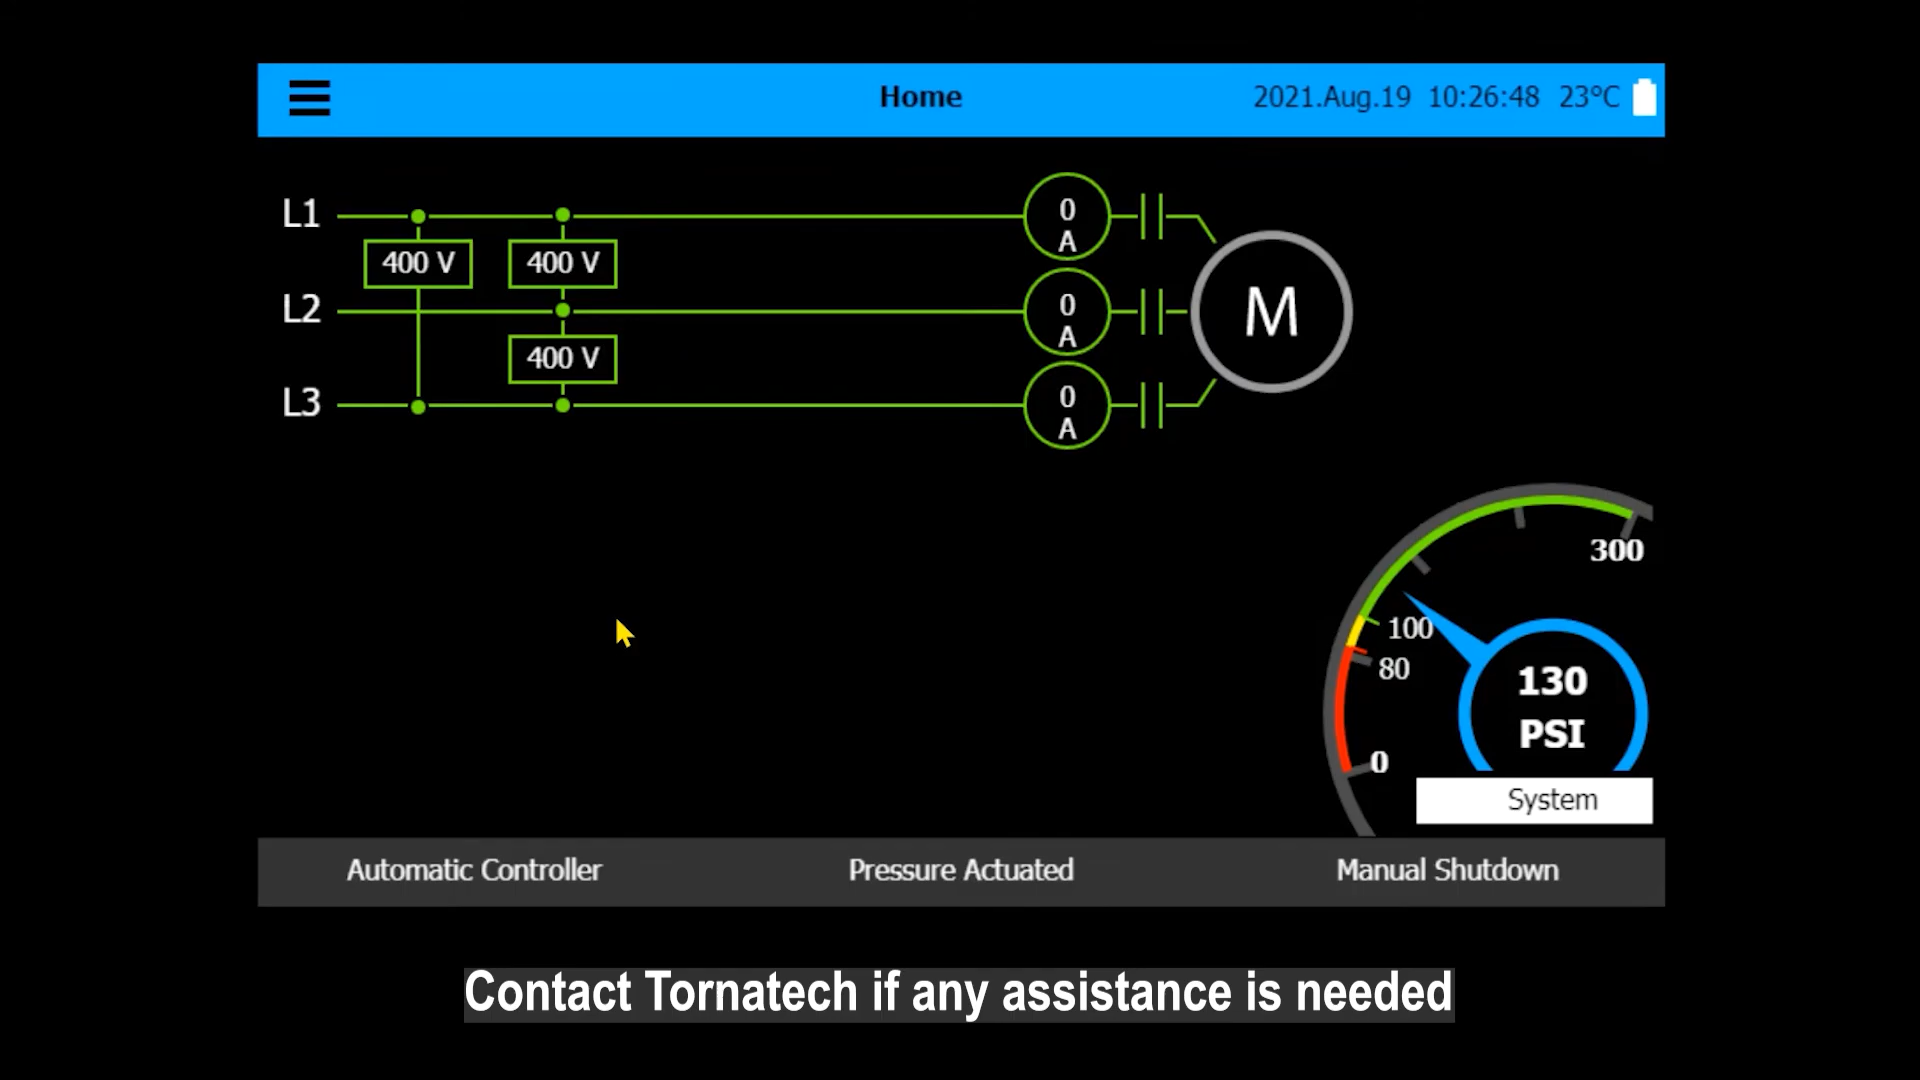 Home
2021.Aug.19 10:26:48 23°C
L1
400 V 400 V
L2
400 V
L3
0
A
0
A
0
A
M
300
100
80
0
130
PSI
System
Automatic Controller Pressure Actuated Manual Shutdown
Contact Tornatech if any assistance is needed